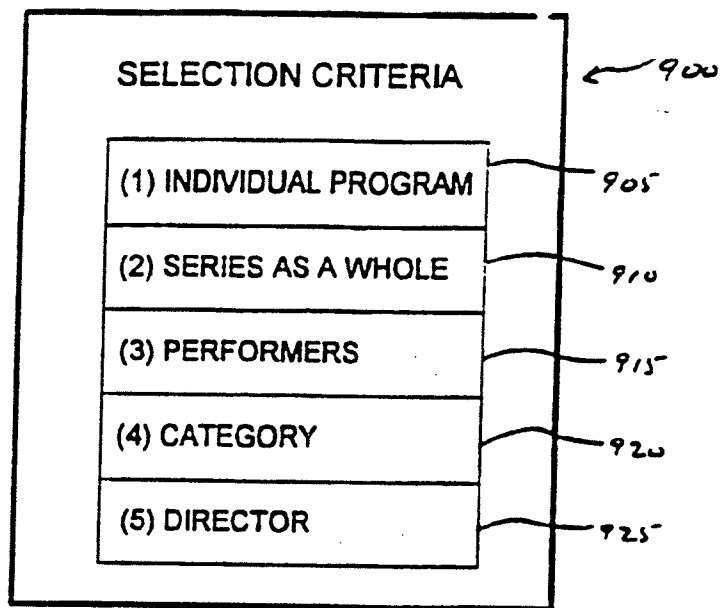 SELECTION CRITERIA
900
(1) INDIVIDUAL PROGRAM
905
(2) SERIES AS A WHOLE
910
(3) PERFORMERS
915
(4) CATEGORY
920
(5) DIRECTOR
925